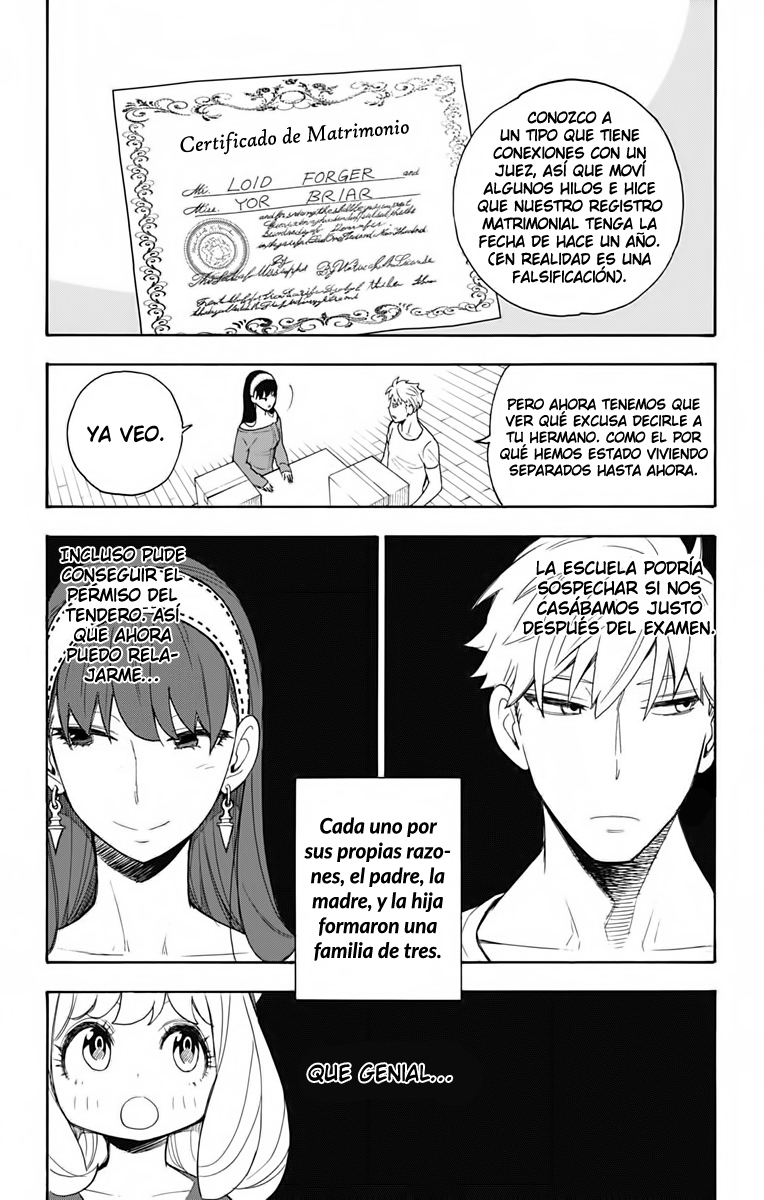 Certificado de Matrimonio
Mr. LOID FORGER and
Miss. YOR BRIAR
CONOZCO A
UN TIPO QUE TIENE
CONEXIONES CON UN
JUEZ, ASÍ QUE MOVÍ
ALGUNOS HILOS E HICE
QUE NUESTRO REGISTRO
MATRIMONIAL TENGA LA
FECHA DE HACE UN AÑO.
(EN REALIDAD ES UNA
FALSIFICACIÓN).
PERO AHORA TENEMOS QUE
VER QUÉ EXCUSA DECIRLE A
TU HERMANO. COMO EL POR
QUÉ HEMOS ESTADO VIVIENDO
SEPARADOS HASTA AHORA.
YA VEO.
LA ESCUELA PODRÍA
SOSPECHAR SI NOS
CASÁBAMOS JUSTO
DESPUÉS DEL EXAMEN.
INCLUSO PUDE
CONSEGUIR EL
PERMISO DEL
TENDERO. ASÍ
QUE AHORA
PUEDO RELA-
JARME...
Cada uno por
sus propias razo-
nes, el padre, la
madre, y la hija
formaron una
familia de tres.
QUE GENIAL...